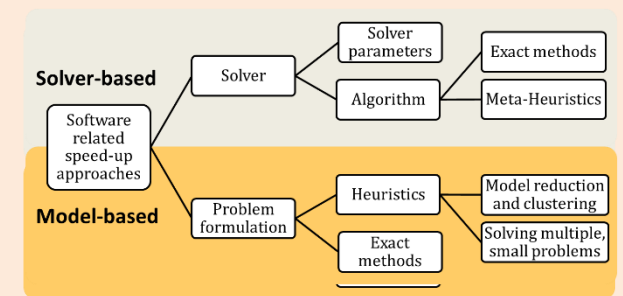 Solver-based
Software
related
speed-up
approaches
Model-based
Solver
Solver
parameters
Algorithm
Exact methods
Meta-Heuristics
Problem
formulation
Heuristics
Exact
methods
Model reduction
and clustering
Solving multiple,
small problems